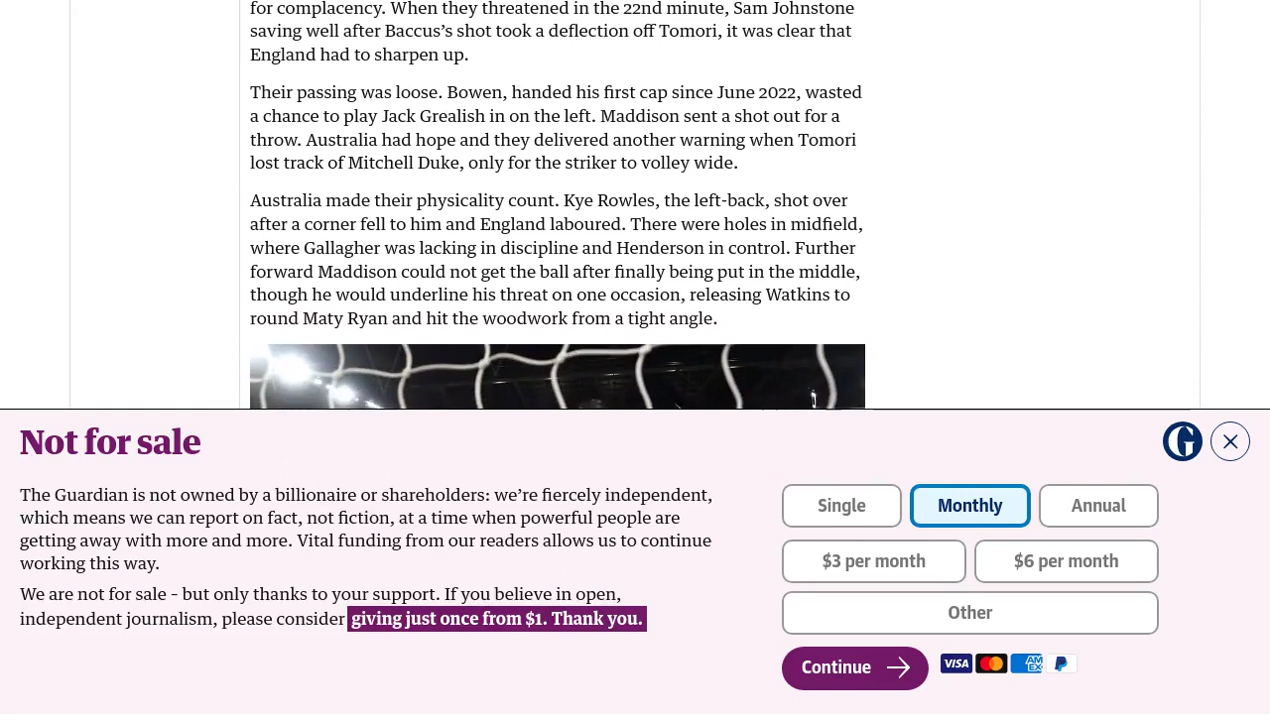 for complacency. When they threatened in the 22nd minute, Sam Johnstone
saving well after Baccus’s shot took a deflection off Tomori, it was clear that
England had to sharpen up.
Their passing was loose. Bowen, handed his first cap since June 2022, wasted
a chance to play Jack Grealish in on the left. Maddison sent a shot out for a
throw. Australia had hope and they delivered another warning when Tomori
lost track of Mitchell Duke, only for the striker to volley wide.
Australia made their physicality count. Kye Rowles, the left-back, shot over
after a corner fell to him and England laboured. There were holes in midfield,
where Gallagher was lacking in discipline and Henderson in control. Further
forward Maddison could not get the ball after finally being put in the middle,
though he would underline his threat on one occasion, releasing Watkins to
round Maty Ryan and hit the woodwork from a tight angle.
Not for sale
G
The Guardian is not owned by a billionaire or shareholders: we’re fiercely independent,
which means we can report on fact, not fiction, at a time when powerful people are
getting away with more and more. Vital funding from our readers allows us to continue
working this way.
We are not for sale – but only thanks to your support. If you believe in open,
independent journalism, please consider giving just once from $1. Thank you.
Single Monthly Annual
$3 per month $6 per month
Other
Continue VISA AMEX